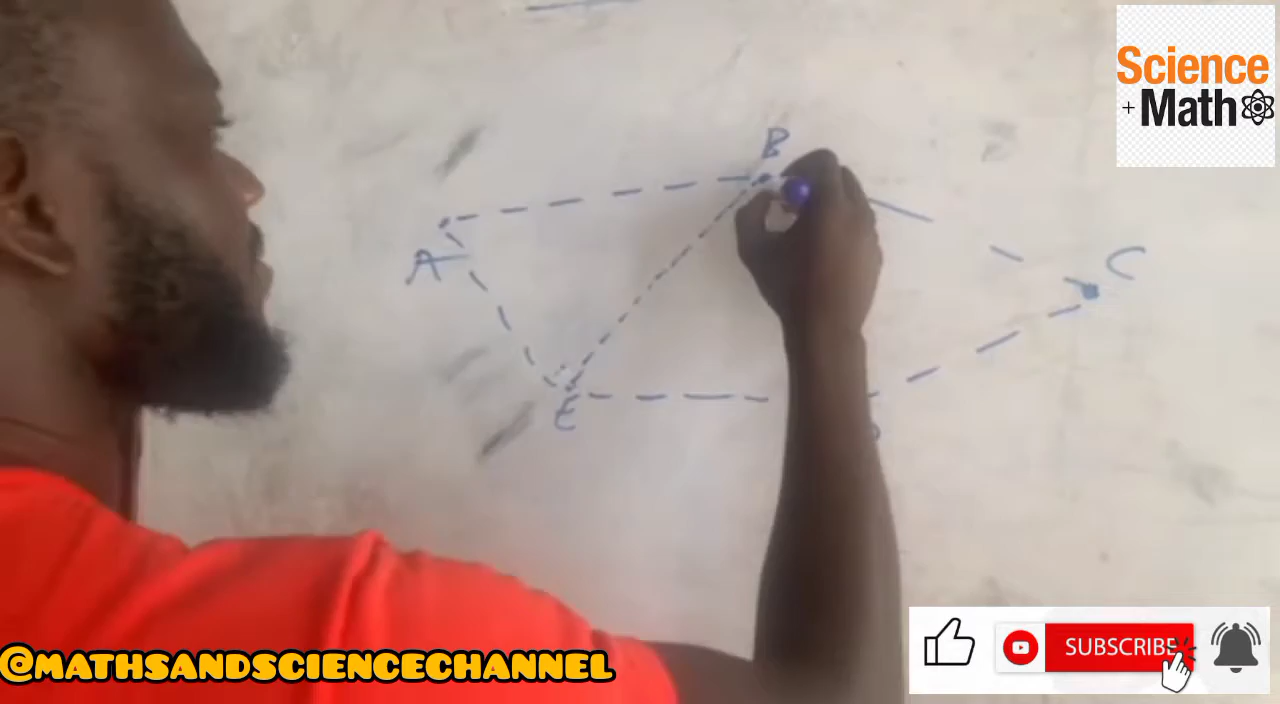 Science
+Math
B
A
C
E
@MATHSANDSCIENCECHANNEL
SUBSCRIBE